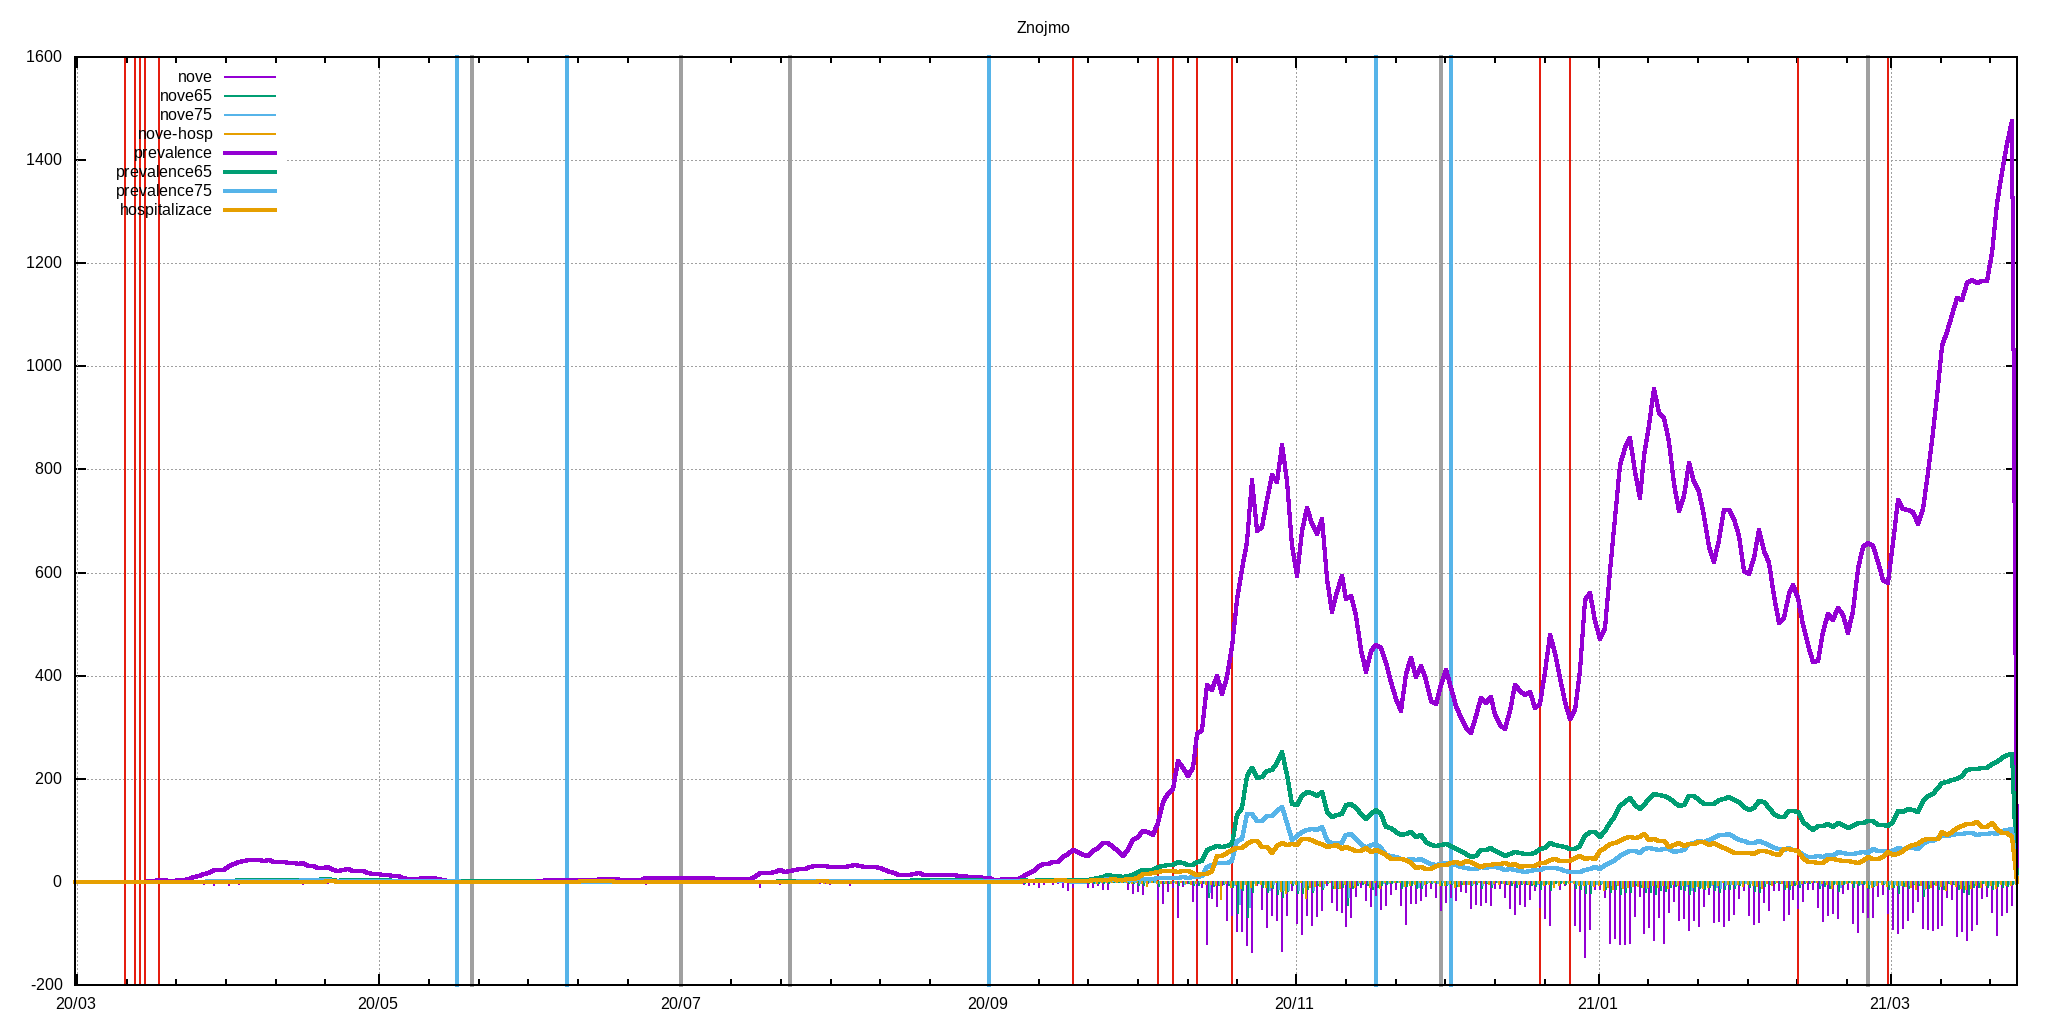 Znojmo
1600
1400
1200
1000
800
600
400
200
0
-200
nove
nove65
nove75
nove-hosp
prevalence
prevalence65
prevalence75
hospitalizace
20/03 20/05 20/07 20/09 20/11 21/01 21/03